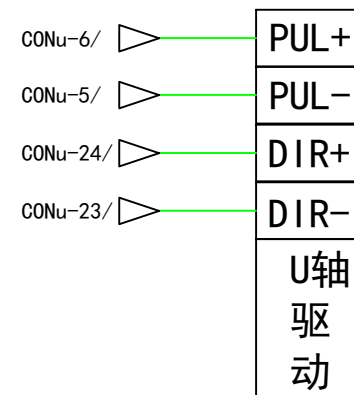 CONu-6/ PUL+
CONu-5/ PUL-
CONu-24/ DIR+
CONu-23/ DIR-
U轴
驱
动